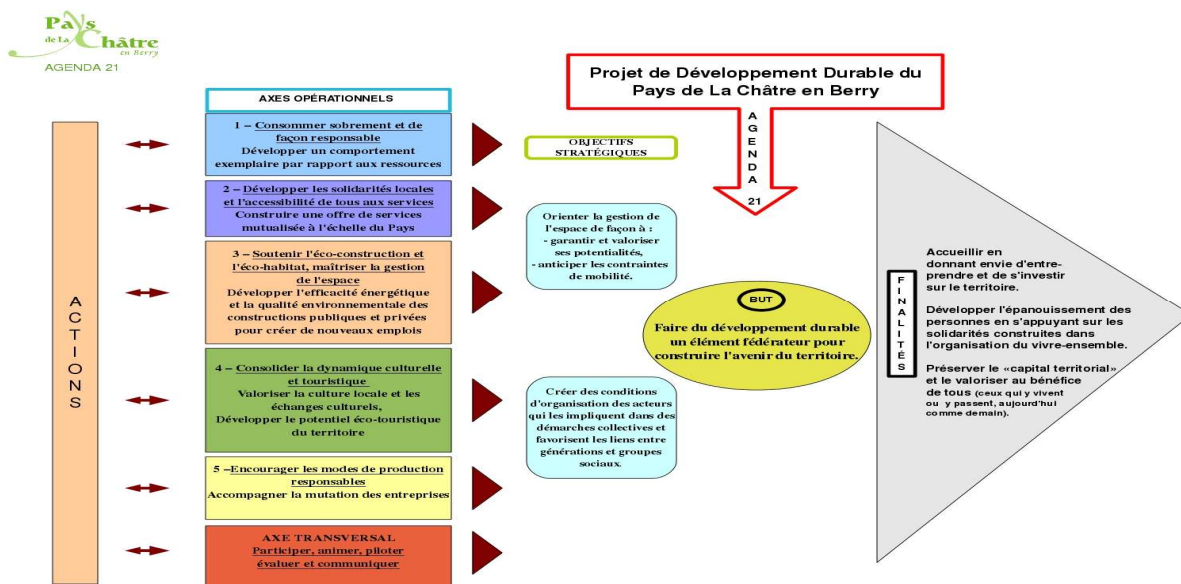 Pays
de La Châtre
en Berry
AGENDA 21
Projet de Développement Durable du
Pays de La Châtre en Berry
AGENDA
21
ACTIONS
AXES OPÉRATIONNELS
1 – Consommer sobrement et de
façon responsable
Développer un comportement
exemplaire par rapport aux ressources
2 – Développer les solidarités locales
et l'accessibilité de tous aux services
Construire une offre de services
mutualisée à l'échelle du Pays
3 – Soutenir l'éco-construction et
l'éco-habitat, maîtriser la gestion
de l'espace
Développer l'efficacité énergétique
et la qualité environnementale des
constructions publiques et privées
pour créer de nouveaux emplois
4 – Consolider la dynamique culturelle
et touristique
Valoriser la culture locale et les
échanges culturels,
Développer le potentiel éco-touristique
du territoire
5 –Encourager les modes de production
responsables
Accompagner la mutation des entreprises
AXE TRANSVERSAL
Participer, animer, piloter
évaluer et communiquer
OBJECTIFS
STRATÉGIQUES
Orienter la gestion de
l'espace de façon à :
- garantir et valoriser
ses potentialités,
- anticiper les contraintes
de mobilité.
Créer des conditions
d'organisation des acteurs
qui les impliquent dans des
démarches collectives et
favorisent les liens entre
générations et groupes
sociaux.
BUT
Faire du développement durable
un élément fédérateur pour
construire l'avenir du territoire.
FINALITÉS
Accueillir en
donnant envie d'entre-
prendre et de s'investir
sur le territoire.
Développer l'épanouissement des
personnes en s'appuyant sur les
solidarités construites dans
l'organisation du vivre-ensemble.
Préserver le «capital territorial»
et le valoriser au bénéfice
de tous (ceux qui y vivent
ou y passent, aujourd'hui
comme demain).